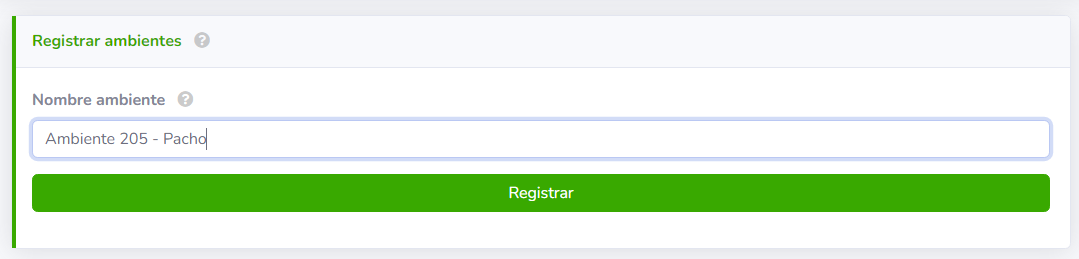 Registrar ambientes ?
Nombre ambiente ?
Ambiente 205 - Pacho
Registrar